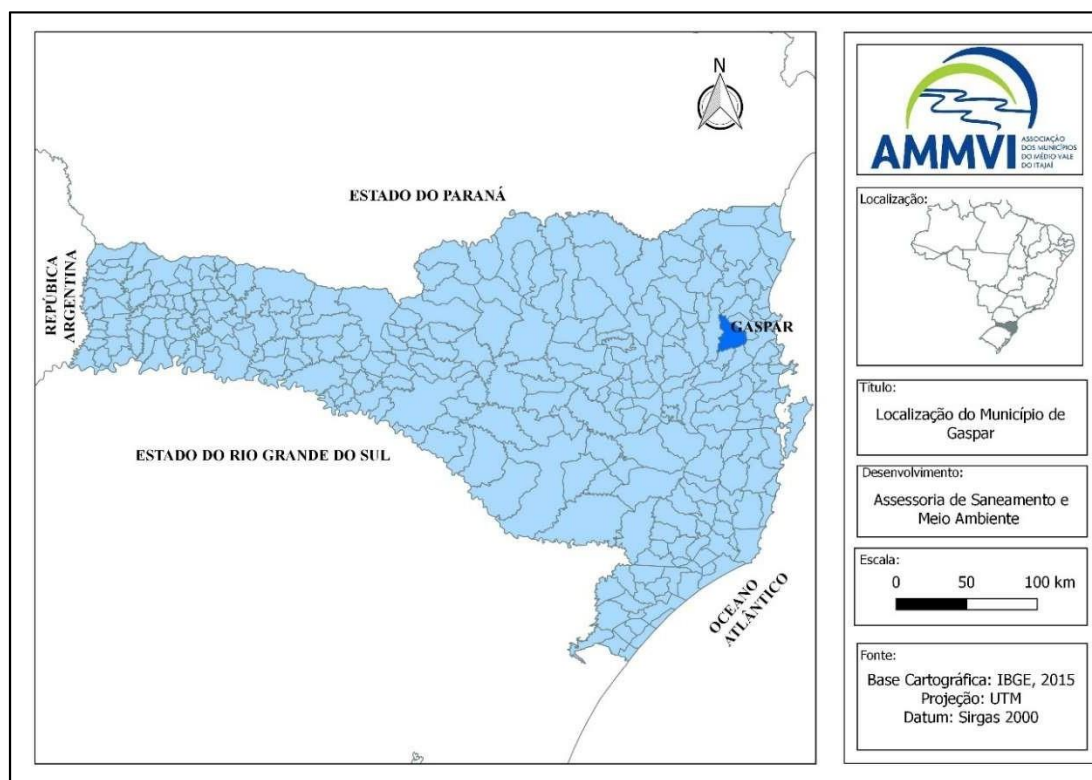 N
ESTADO DO PARANÁ
REPÚBICA
ARGENTINA
GASPAR
ESTADO DO RIO GRANDE DO SUL
OCEANO
ATLÂNTICO
AMMVI
ASSOCIAÇÃO
DOS MUNICÍPIOS
DO MÉDIO VALE
DO ITAJAÍ
Localização:
Título:
Localização do Município de
Gaspar
Desenvolvimento:
Assessoria de Saneamento e
Meio Ambiente
Escala:
0 50 100 km
Fonte:
Base Cartográfica: IBGE, 2015
Projeção: UTM
Datum: Sirgas 2000